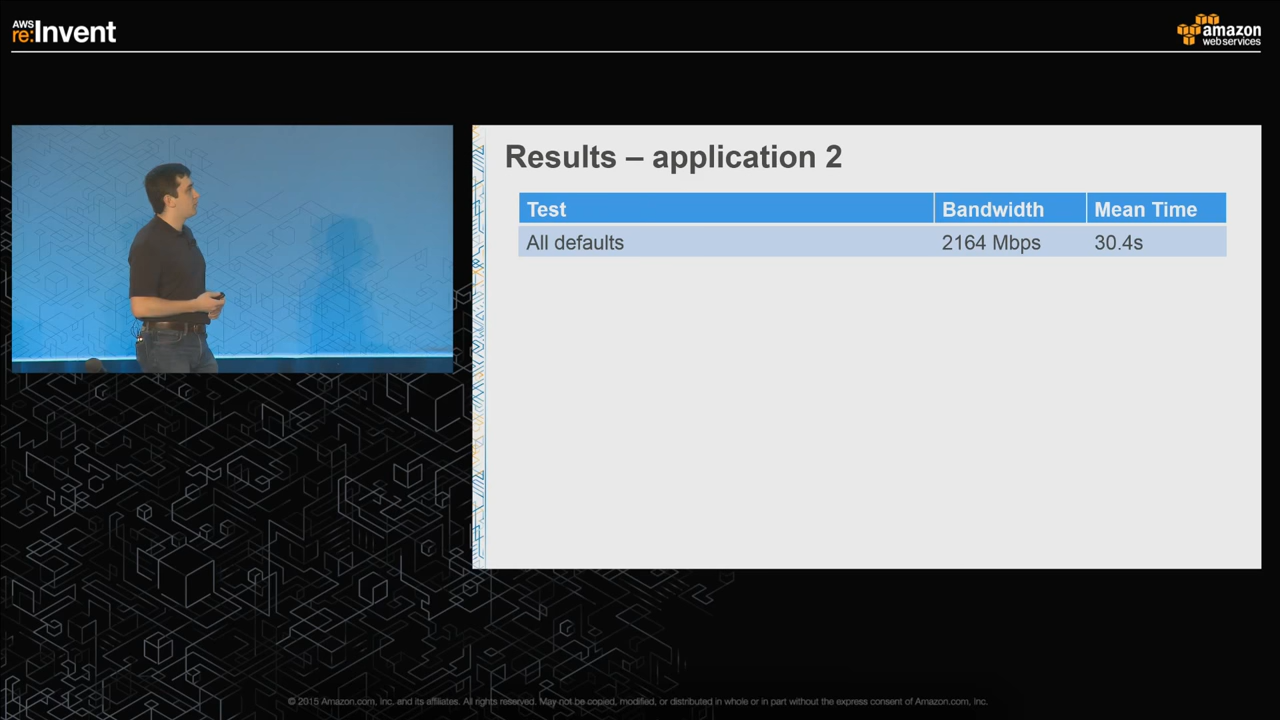 AWS
re:Invent
amazon
web services
Results – application 2
Test Bandwidth Mean Time
All defaults 2164 Mbps 30.4s
© 2015 Amazon.com, Inc. and its affiliates. All rights reserved. May not be copied, modified, or distributed in whole or in part without the express consent of Amazon.com, Inc.